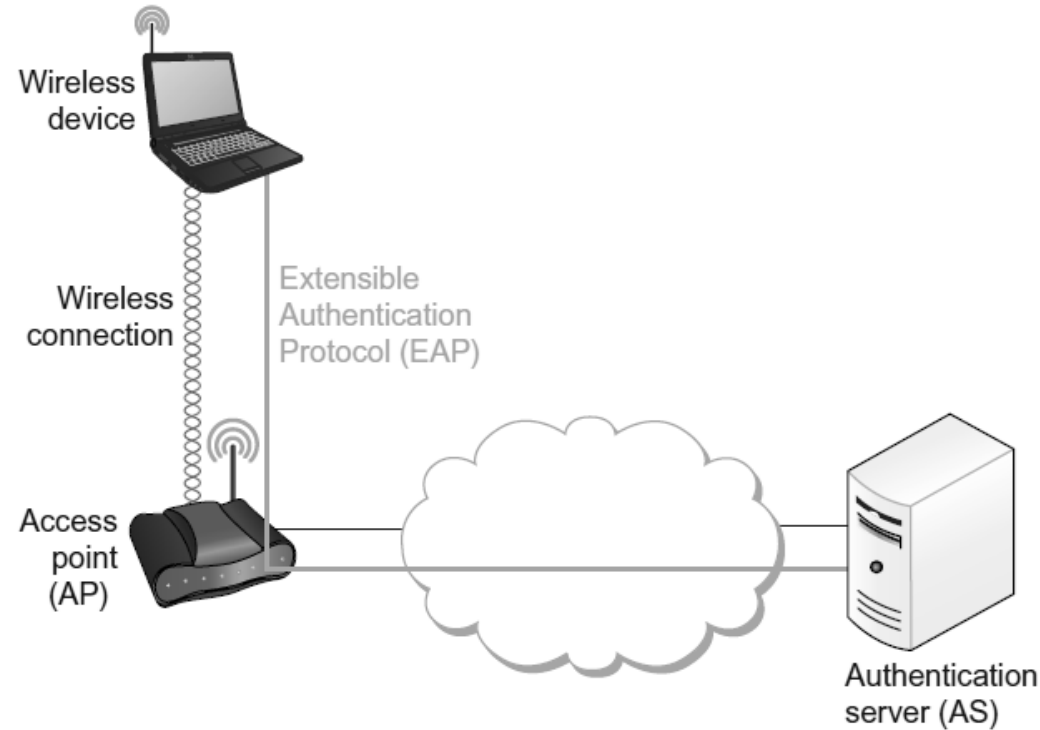 Wireless
device
Extensible
Authentication
Protocol (EAP)
Wireless
connection
Access
point
(AP)
Authentication
server (AS)